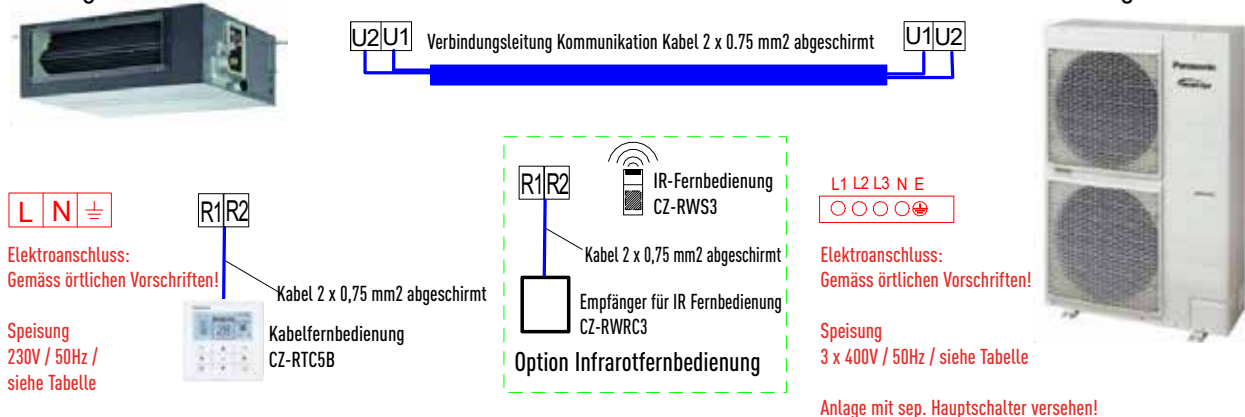 U2 U1
Verbindungsleitung Kommunikation Kabel 2 x 0.75 mm2 abgeschirmt
U1 U2
Panasonic
L N
R1 R2
Elektroanschluss:
Gemäss örtlichen Vorschriften!
Speisung
230V / 50Hz /
siehe Tabelle
Kabel 2 x 0,75 mm2 abgeschirmt
Kabelfernbedienung
CZ-RTC5B
R1 R2
IR-Fernbedienung
CZ-RWS3
Kabel 2 x 0,75 mm2 abgeschirmt
Empfänger für IR Fernbedienung
CZ-RWRC3
Option Infrarotfernbedienung
L1 L2 L3 N E
Elektroanschluss:
Gemäss örtlichen Vorschriften!
Speisung
3 x 400V / 50Hz / siehe Tabelle
Anlage mit sep. Hauptschalter versehen!